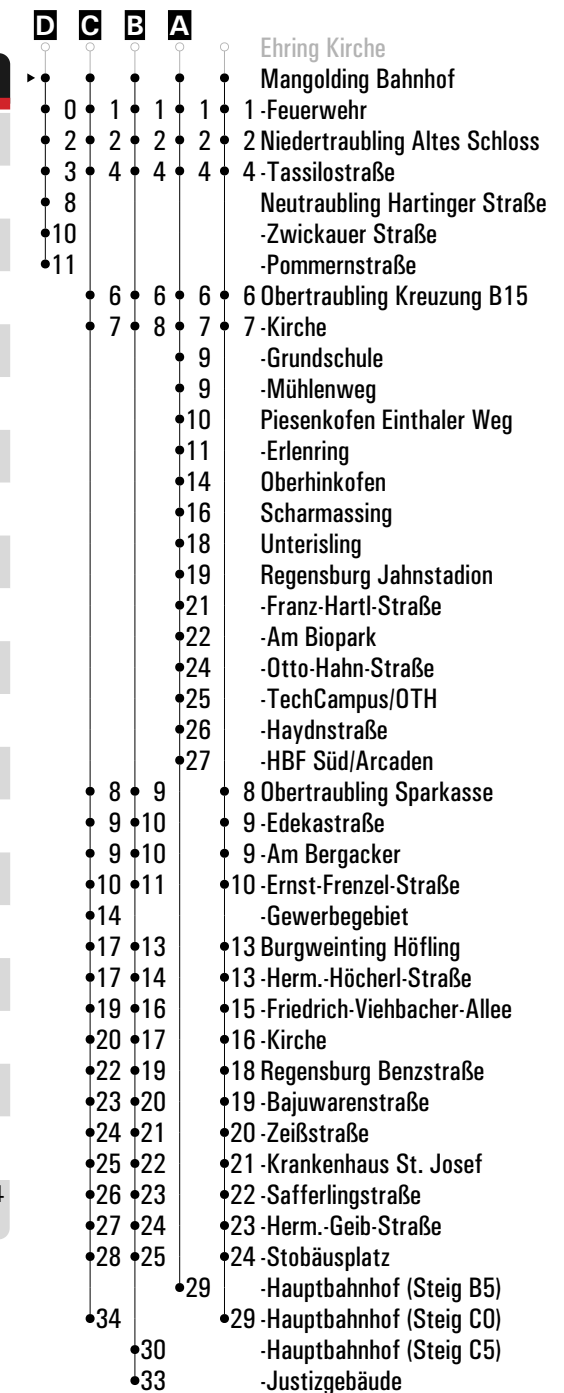 D C B A
Ehring Kirche
Mangolding Bahnhof
0 1 1 1 1 -Feuerwehr
2 2 2 2 2 Niedertraubling Altes Schloss
3 4 4 4 4 -Tassilostraße
8 Neutraubling Hartinger Straße
10 -Zwickauer Straße
11 -Pommernstraße
6 6 6 6 Obertraubling Kreuzung B15
7 8 7 7 -Kirche
9 -Grundschule
9 -Mühlenweg
10 Piesenkofen Einthaler Weg
11 -Erlenring
14 Oberhinkofen
16 Scharmassing
18 Unterisling
19 Regensburg Jahnstadion
21 -Franz-Hartl-Straße
22 -Am Biopark
24 -Otto-Hahn-Straße
25 -TechCampus/OTH
26 -Haydnstraße
27 -HBF Süd/Arcaden
8 9 8 Obertraubling Sparkasse
9 10 9 -Edekastraße
9 10 9 -Am Bergacker
10 11 10 -Ernst-Frenzel-Straße
14 -Gewerbegebiet
17 13 13 Burgweinting Höfling
17 14 13 -Herm.-Höcherl-Straße
19 16 15 -Friedrich-Viehbacher-Allee
20 17 16 -Kirche
22 19 18 Regensburg Benzstraße
23 20 19 -Bajuwarenstraße
24 21 20 -Zeißstraße
25 22 21 -Krankenhaus St. Josef
26 23 22 -Safferlingstraße
27 24 23 -Herm.-Geib-Straße
28 25 24 -Stobäusplatz
29 -Hauptbahnhof (Steig B5)
34 29 -Hauptbahnhof (Steig C0)
30 -Hauptbahnhof (Steig C5)
33 -Justizgebäude